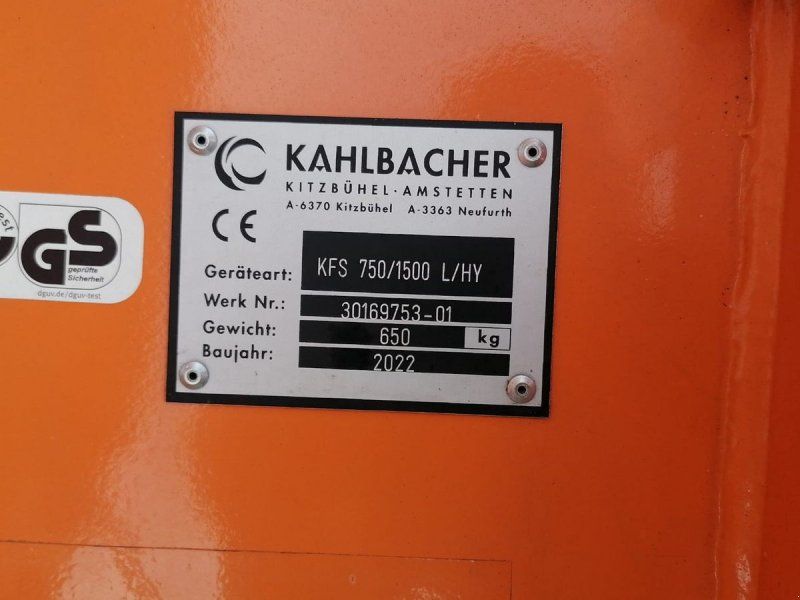 KAHLBACHER
KITZBÜHEL·AMSTETTEN
A-6370 Kitzbühel A-3363 Neufurth
CE
Geräteart: KFS 750/1500 L/HY
Werk Nr.: 30169753-01
Gewicht: 650 kg
Baujahr: 2022
test
GS
geprüfte
Sicherheit
dguv.de/dguv-test